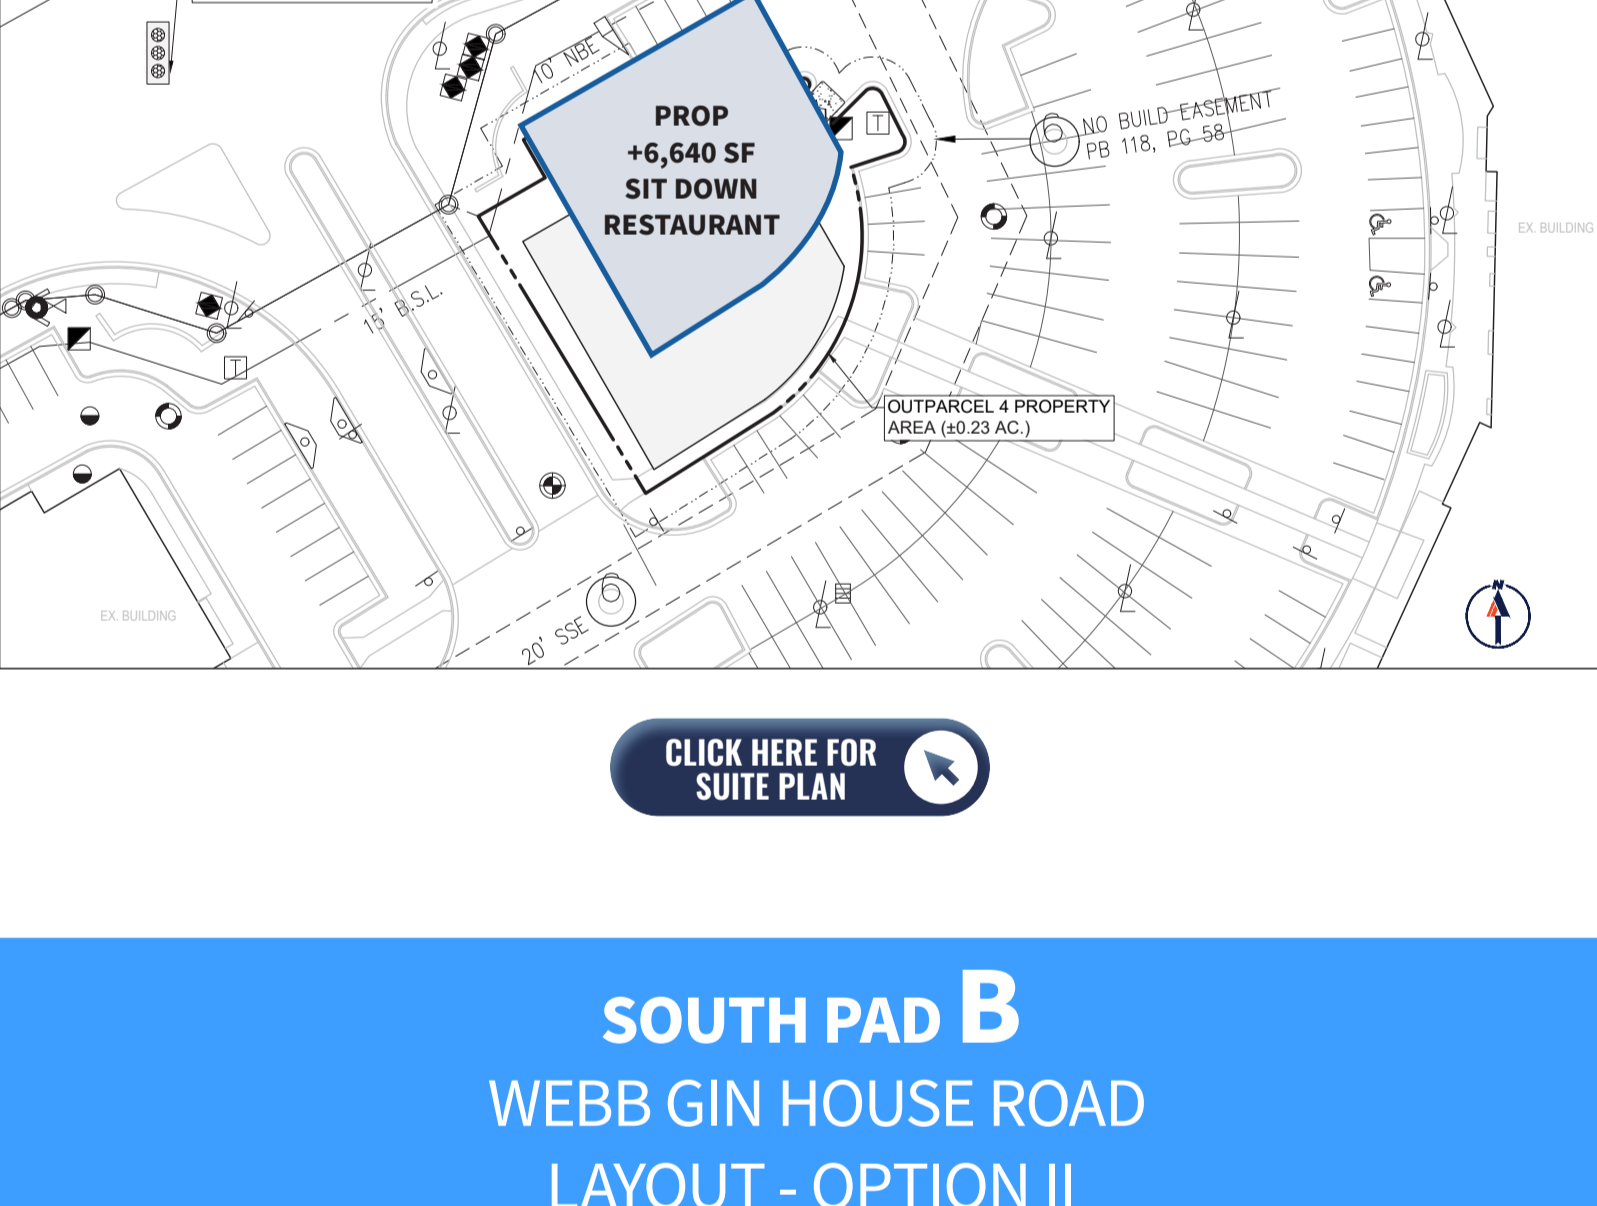 10' NBE
PROP
+6,640 SF
SIT DOWN
RESTAURANT
T
NO BUILD EASEMENT
PB 118, PG 58
EX. BUILDING
15' B.S.L.
T
OUTPARCEL 4 PROPERTY
AREA (±0.23 AC.)
EX. BUILDING
20' SSE
N
CLICK HERE FOR
SUITE PLAN
SOUTH PAD B
WEBB GIN HOUSE ROAD
LAYOUT - OPTION II